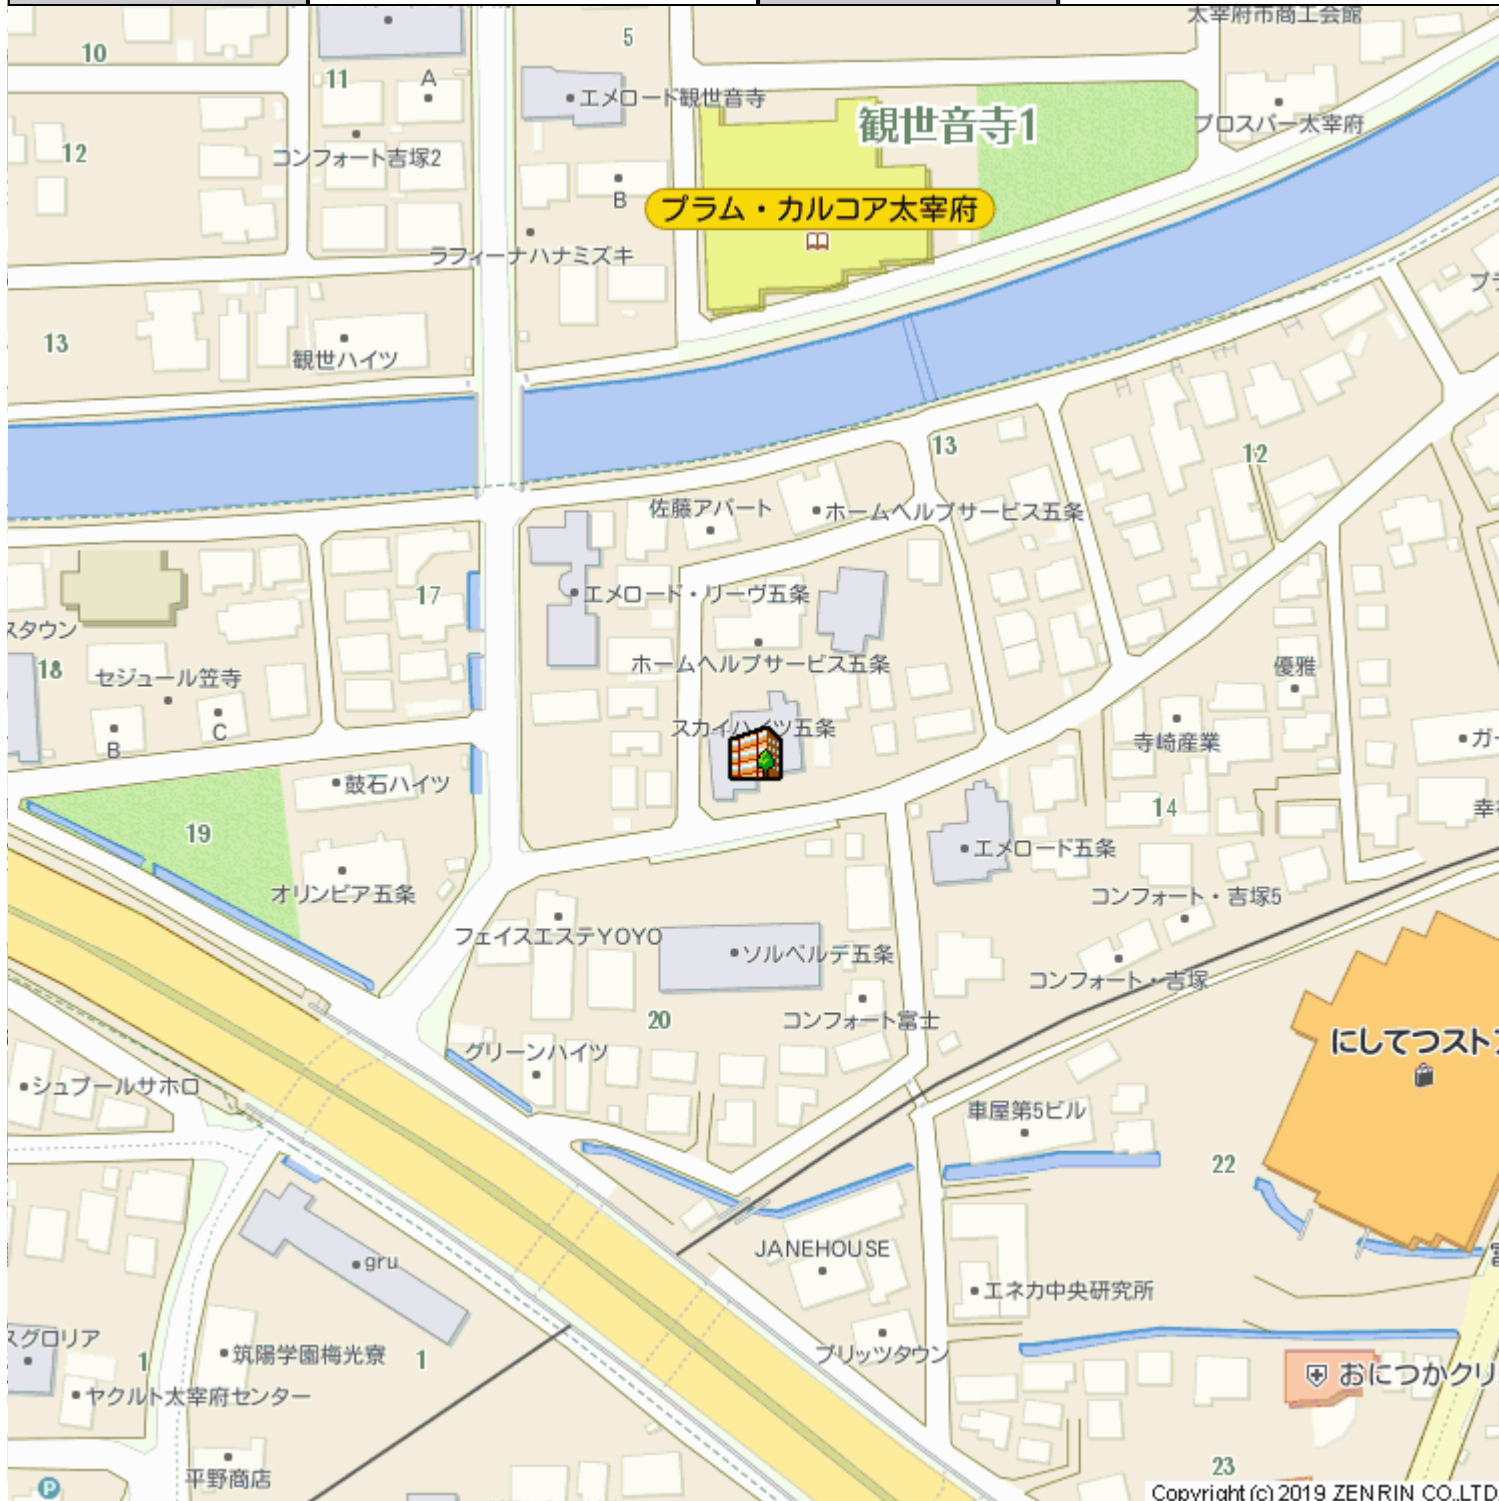 太宰府市商工会館
5
10
11
A
エメロード観世音寺
観世音寺1
プロスパー太宰府
12
コンフォート吉塚2
B
プラム・カルコア太宰府
ラフィーナハナミズキ
プラ
13
観世ハイツ
13
12
佐藤アパート
ホームヘルプサービス五条
17
エメロード・リーヴ五条
スタウン
18
セジュール笠寺
ホームヘルプサービス五条
優雅
B
C
スカイハイツ五条
寺崎産業
ガー
鼓石ハイツ
14
幸
19
エメロード五条
オリンピア五条
コンフォート・吉塚5
フェイスエステYOYO
ソルベルデ五条
コンフォート・吉塚
20
コンフォート富士
にしてつスト
グリーンハイツ
シュプールサホロ
車屋第5ビル
22
JANEHOUSE
gru
エネカ中央研究所
スグロリア
1
筑陽学園梅光寮
1
ブリッツタウン
おにつかクリ
ヤクルト太宰府センター
平野商店
23
P
Copyright (c) 2019 ZENRIN CO.,LTD